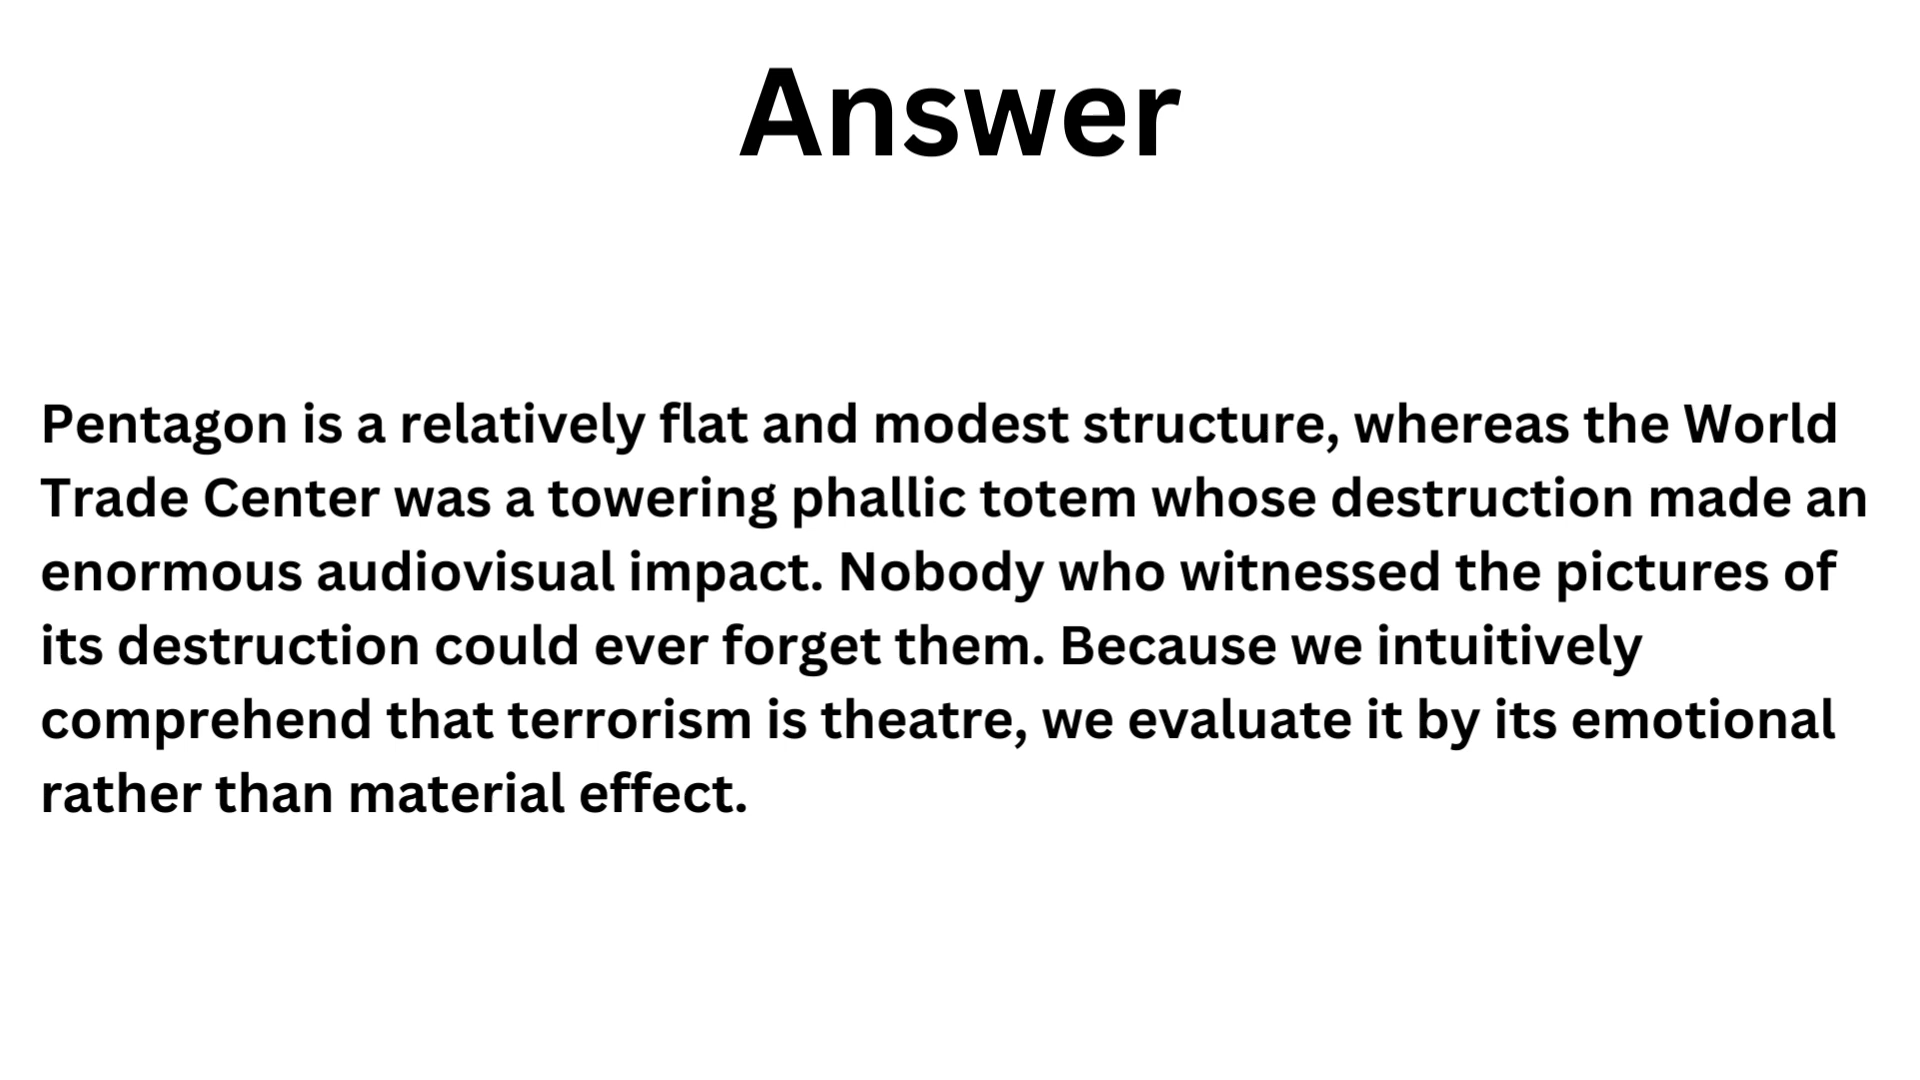 Answer
Pentagon is a relatively flat and modest structure, whereas the World
Trade Center was a towering phallic totem whose destruction made an
enormous audiovisual impact. Nobody who witnessed the pictures of
its destruction could ever forget them. Because we intuitively
comprehend that terrorism is theatre, we evaluate it by its emotional
rather than material effect.